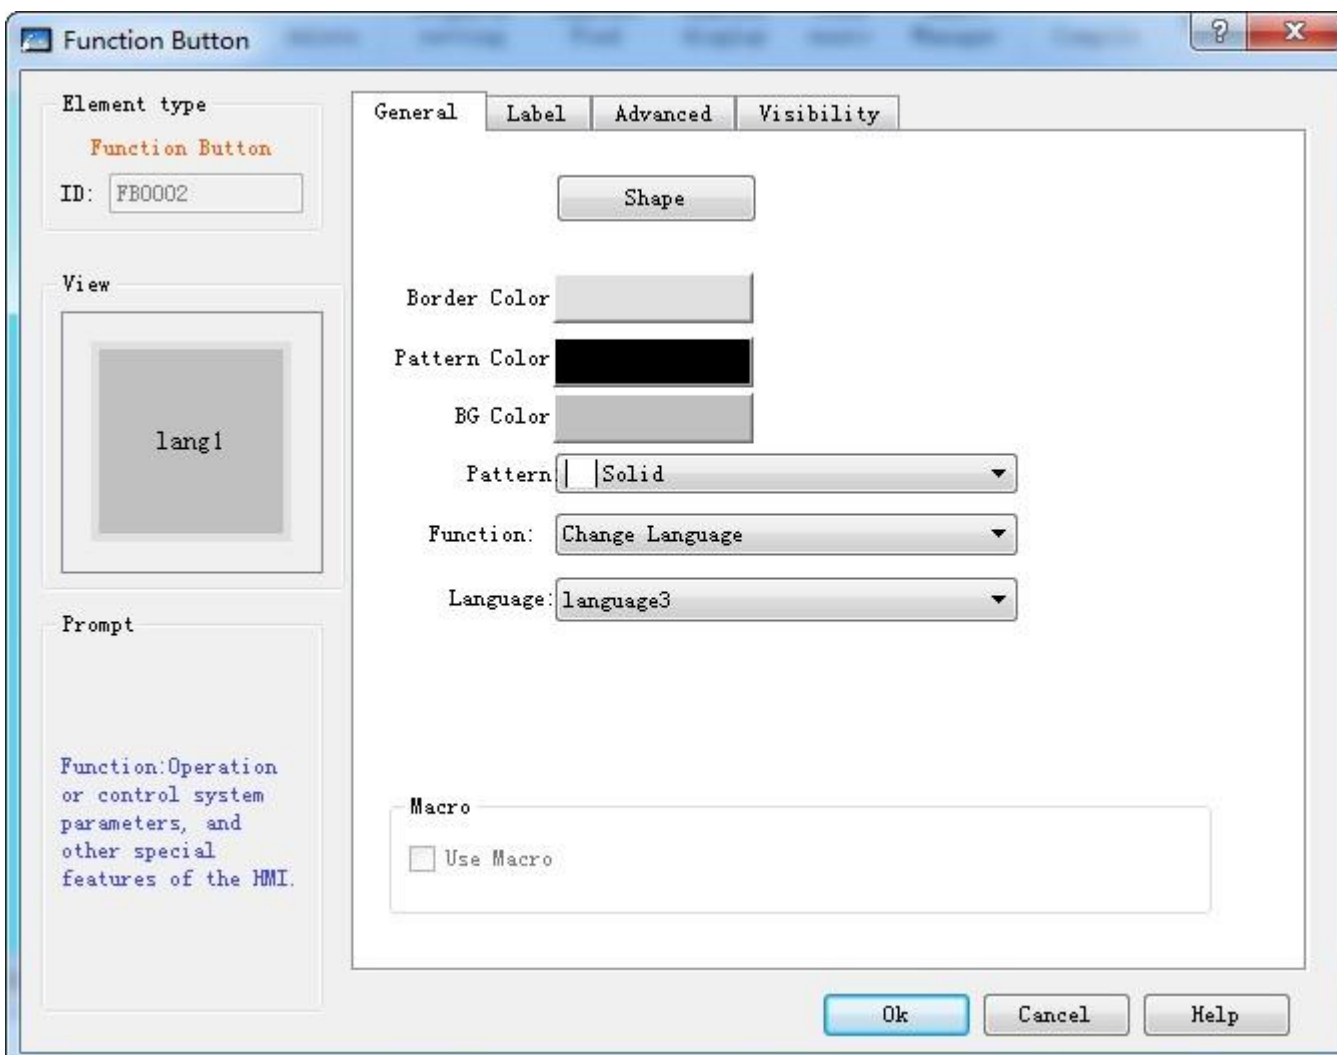 Function Button
Element type
Function Button
ID: FB0002
View
lang1
Prompt
Function:Operation
or control system
parameters, and
other special
features of the HMI.
General Label Advanced Visibility
Shape
Border Color
Pattern Color
BG Color
Pattern: Solid
Function: Change Language
Language: language3
Macro
Use Macro
Ok Cancel Help